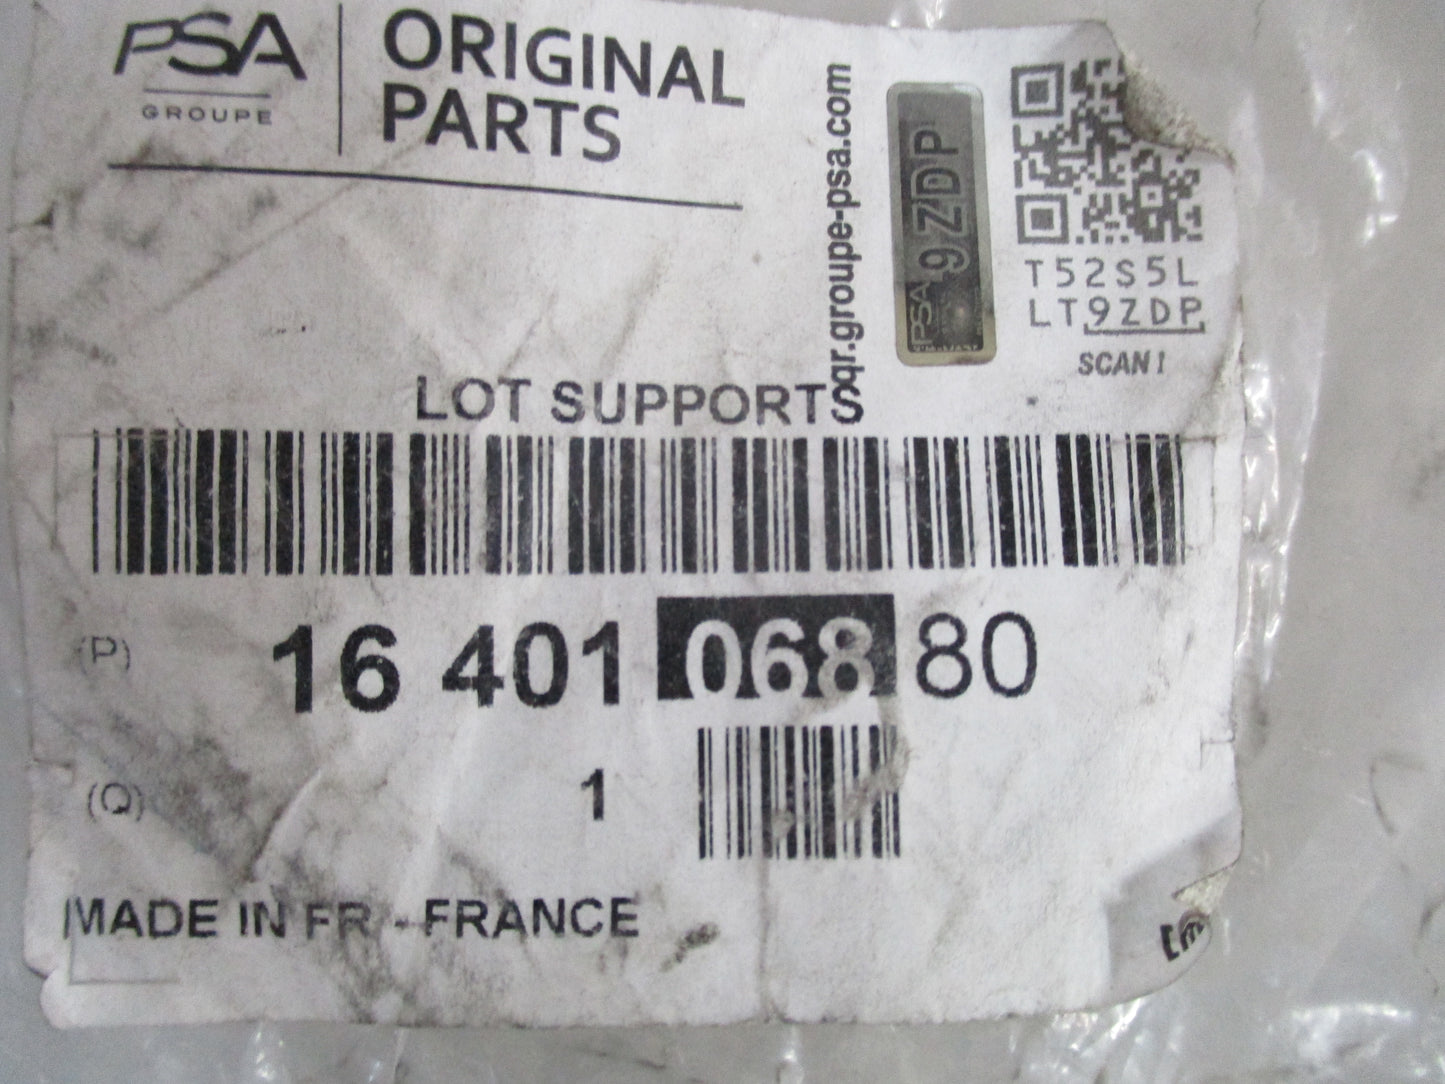 PSA
GROUPE
ORIGINAL
PARTS
qr.groupe-psa.com
PSA 9ZDP
T52S5L
LT9ZDP
SCAN !
LOT SUPPORTS
(P) 16 401 068 80
(Q) 1
MADE IN FR - FRANCE